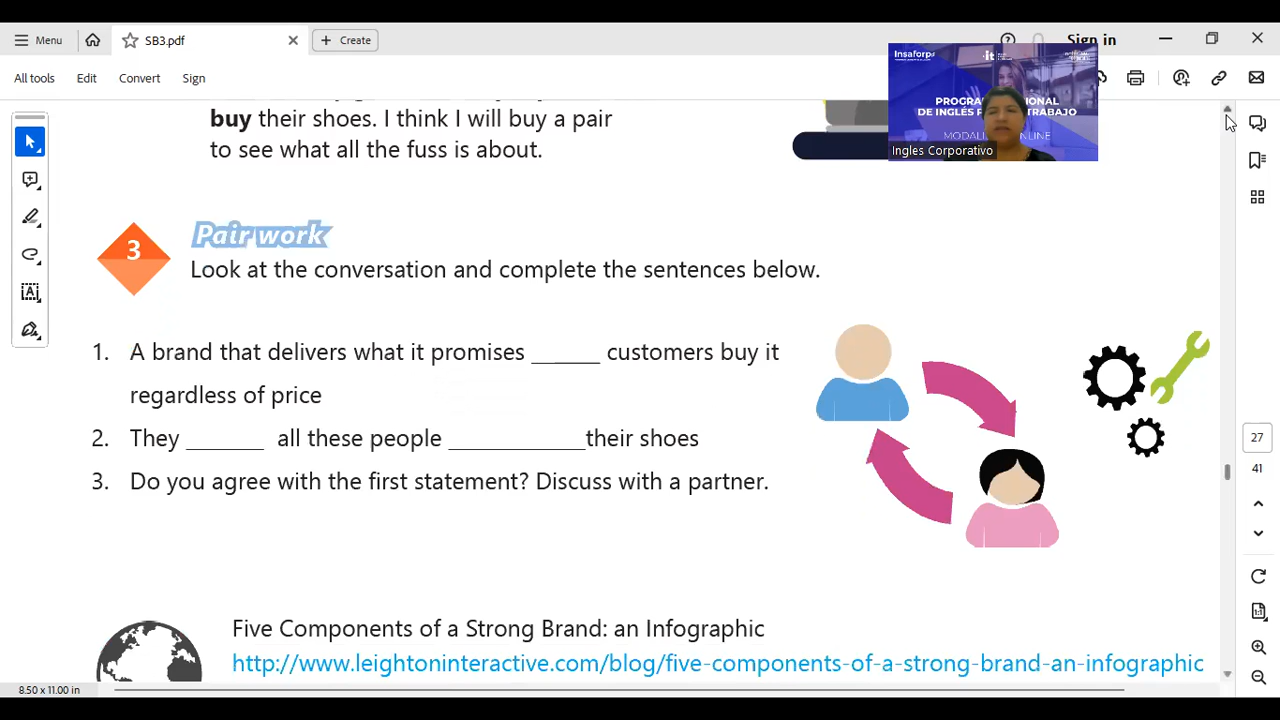 Menu
SB3.pdf
Create
Sign in
All tools
Edit
Convert
Sign
Insaforp
it
buy their shoes. I think I will buy a pair
to see what all the fuss is about.
Ingles Corporativo
3
Pair work
Look at the conversation and complete the sentences below.
1. A brand that delivers what it promises ______ customers buy it
regardless of price
2. They _______ all these people ____________their shoes
3. Do you agree with the first statement? Discuss with a partner.
27
41
Five Components of a Strong Brand: an Infographic
http://www.leightoninteractive.com/blog/five-components-of-a-strong-brand-an-infographic
8.50 x 11.00 in